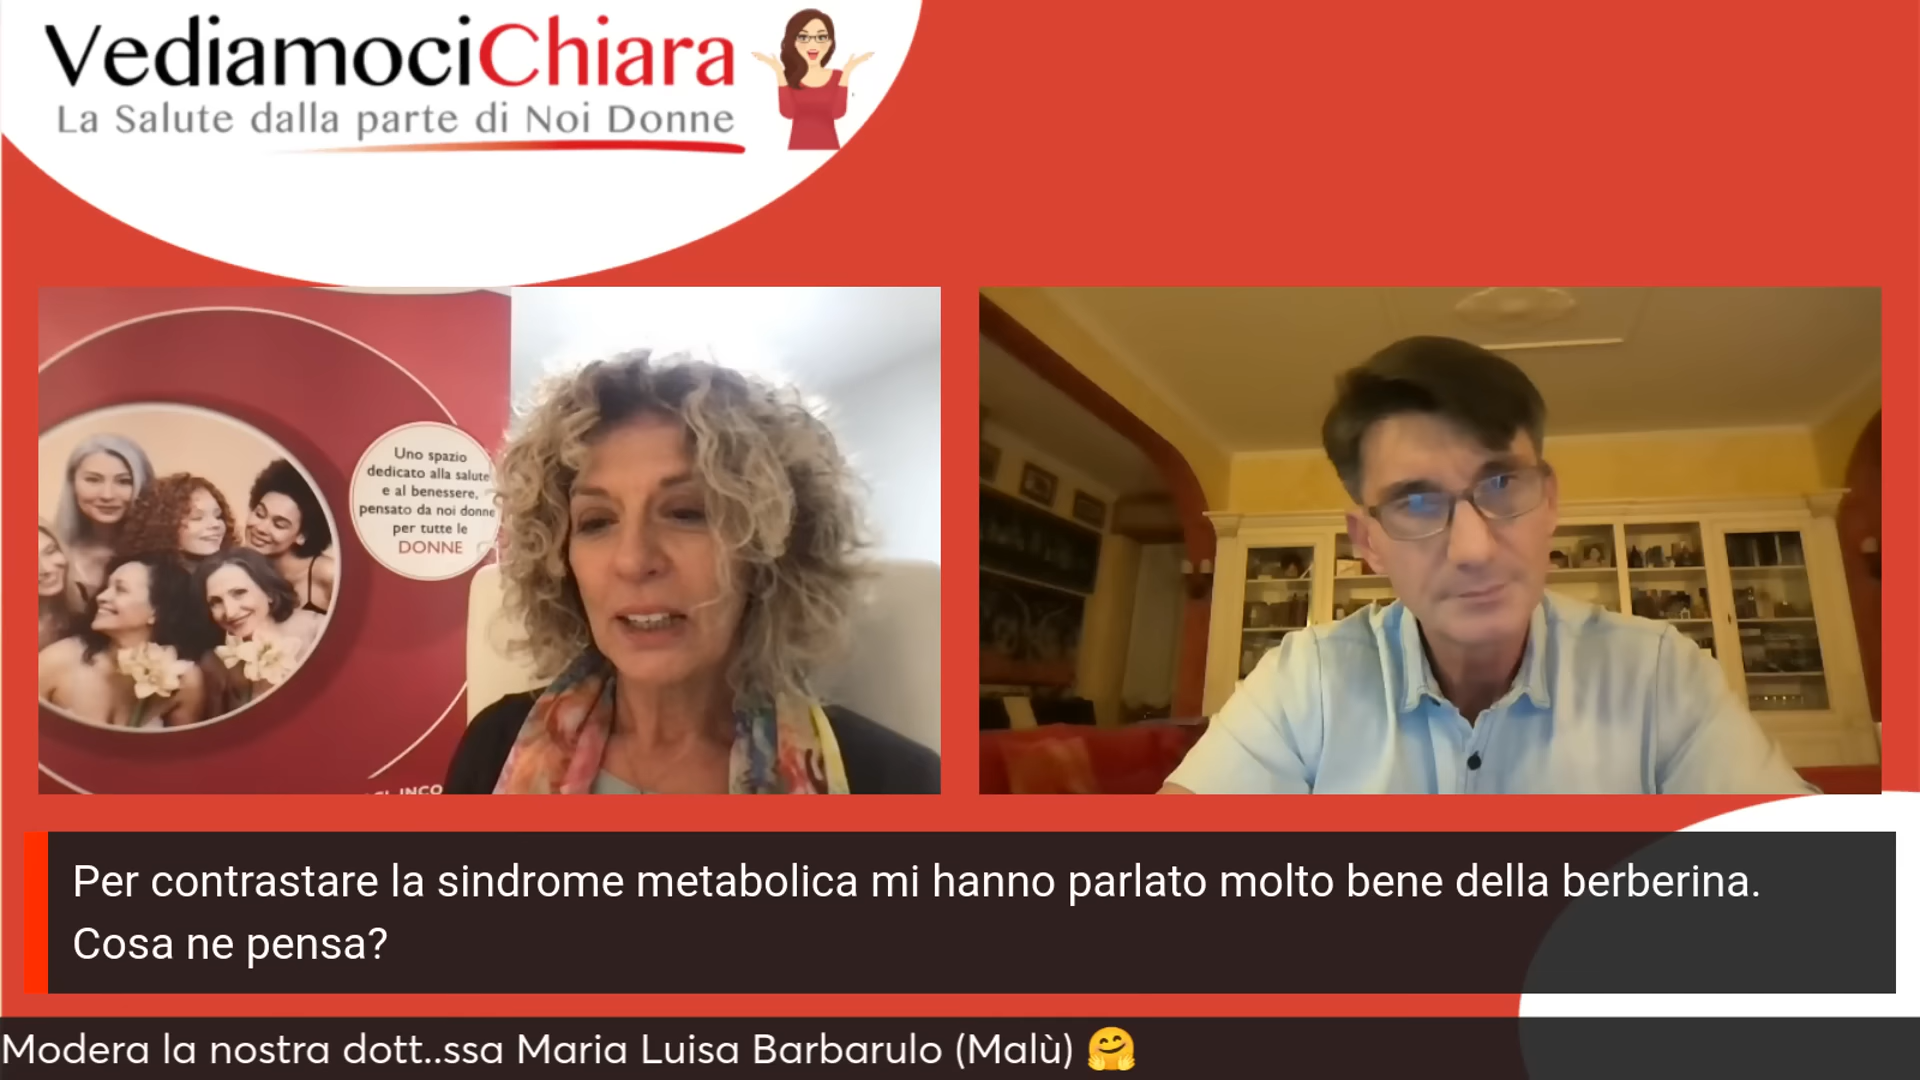 VediamociChiara
La Salute dalla parte di Noi Donne
Uno spazio
dedicato alla salute
e al benessere,
pensato da noi donne
per tutte le
DONNE
INCO
Per contrastare la sindrome metabolica mi hanno parlato molto bene della berberina.
Cosa ne pensa?
Modera la nostra dott..ssa Maria Luisa Barbarulo (Malù) 🤗